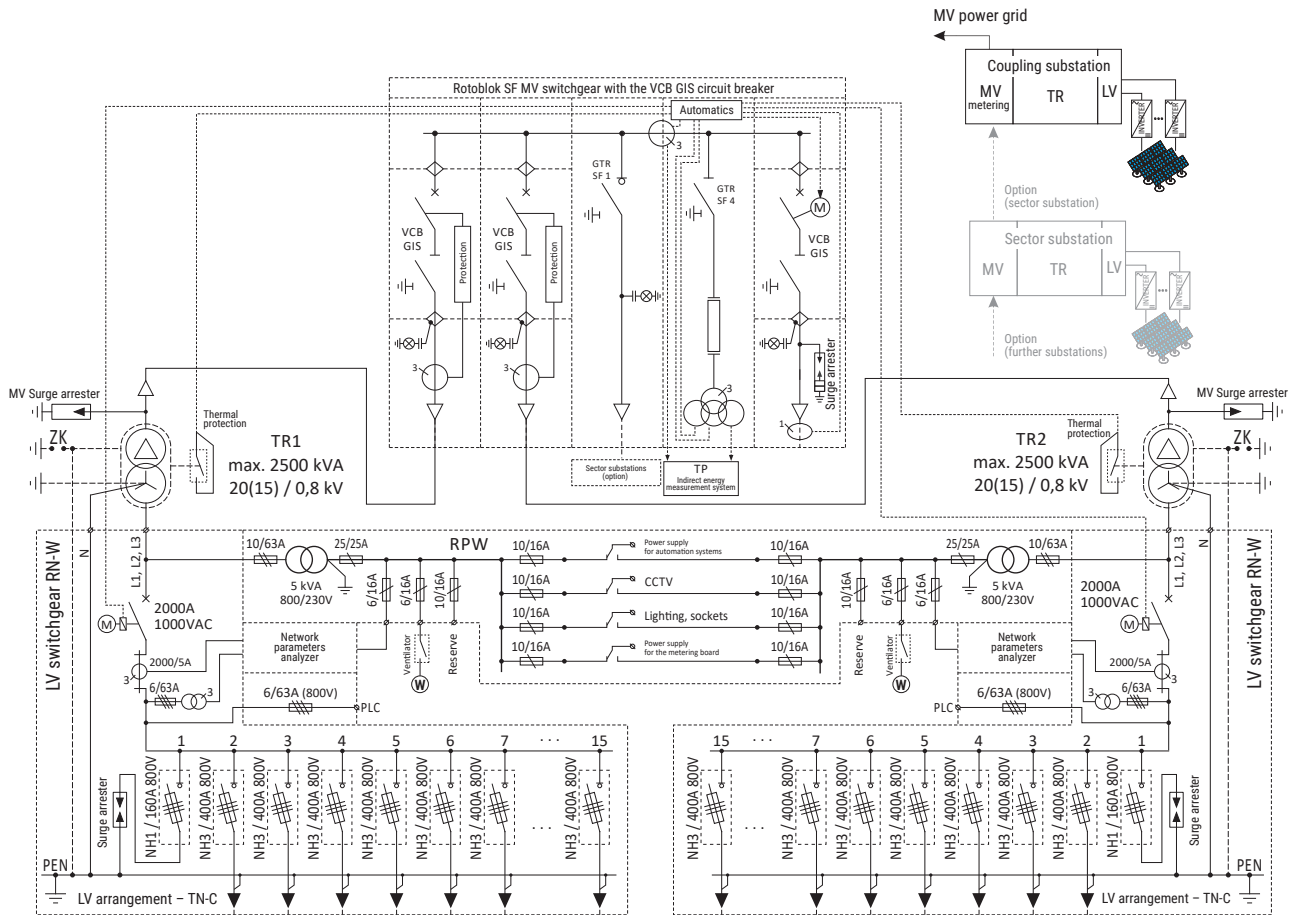 MV power grid
Coupling substation
MV
metering
TR
LV
INVERTER
INVERTER
Option
(sector substation)
Sector substation
MV
TR
LV
INVERTER
INVERTER
Option
(further substations)
Rotoblok SF MV switchgear with the VCB GIS circuit breaker
Automatics
3
GTR
SF 1
GTR
SF 4
M
VCB
GIS
Protection
VCB
GIS
Protection
VCB
GIS
3
3
3
Surge arrester
1
Sector substations
(option)
TP
Indirect energy
measurement system
MV Surge arrester
ZK
Thermal
protection
TR1
max. 2500 kVA
20(15) / 0,8 kV
TR2
max. 2500 kVA
20(15) / 0,8 kV
Thermal
protection
MV Surge arrester
ZK
LV switchgear RN-W
N
L1, L2, L3
10/63A
25/25A
5 kVA
800/230V
RPW
6/16A
6/16A
10/16A
Ventilator
W
Reserve
10/16A
Power supply
for automation systems
10/16A
10/16A
CCTV
10/16A
10/16A
Lighting, sockets
10/16A
10/16A
Power supply
for the metering board
10/16A
10/16A
6/16A
6/16A
Reserve
Ventilator
W
25/25A
10/63A
5 kVA
800/230V
L1, L2, L3
N
LV switchgear RN-W
M
2000A
1000VAC
2000/5A
3
6/63A
3
Network
parameters
analyzer
6/63A (800V)
PLC
2000A
1000VAC
M
2000/5A
3
3
6/63A
Network
parameters
analyzer
6/63A (800V)
PLC
1
2
3
4
5
6
7
· · ·
15
NH1 / 160A 800V
NH3 / 400A 800V
NH3 / 400A 800V
NH3 / 400A 800V
NH3 / 400A 800V
NH3 / 400A 800V
NH3 / 400A 800V
· · ·
NH3 / 400A 800V
Surge arrester
PEN
LV arrangement – TN-C
15
· · ·
7
6
5
4
3
2
1
NH3 / 400A 800V
· · ·
NH3 / 400A 800V
NH3 / 400A 800V
NH3 / 400A 800V
NH3 / 400A 800V
NH3 / 400A 800V
NH3 / 400A 800V
NH1 / 160A 800V
Surge arrester
PEN
LV arrangement – TN-C